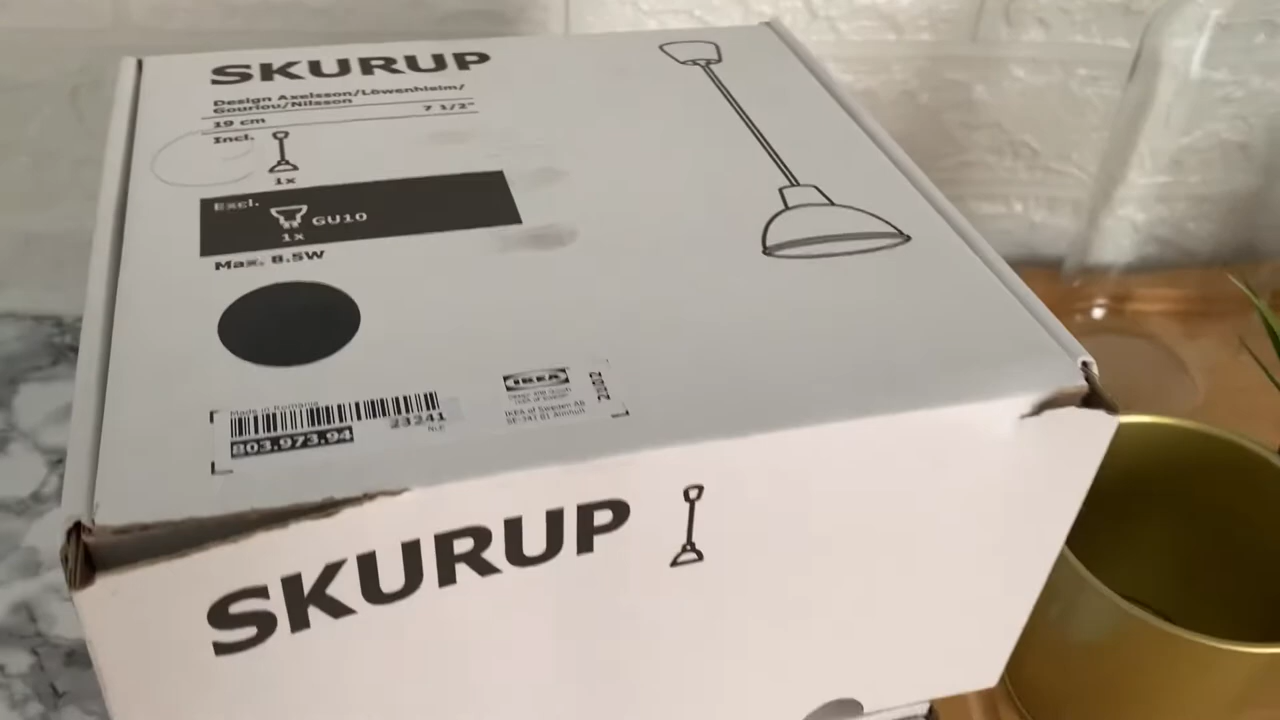 SKURUP
Design Axelsson/Löwenhielm/
Gouriou/Nilsson
19 cm
7 1/2"
Incl.
1x
Excl.
GU10
1x
Max. 8.5W
Made in Romania
23241
803.973.94
IKEA
IKEA of Sweden AB
SE-343 81 Älmhult
2102
SKURUP